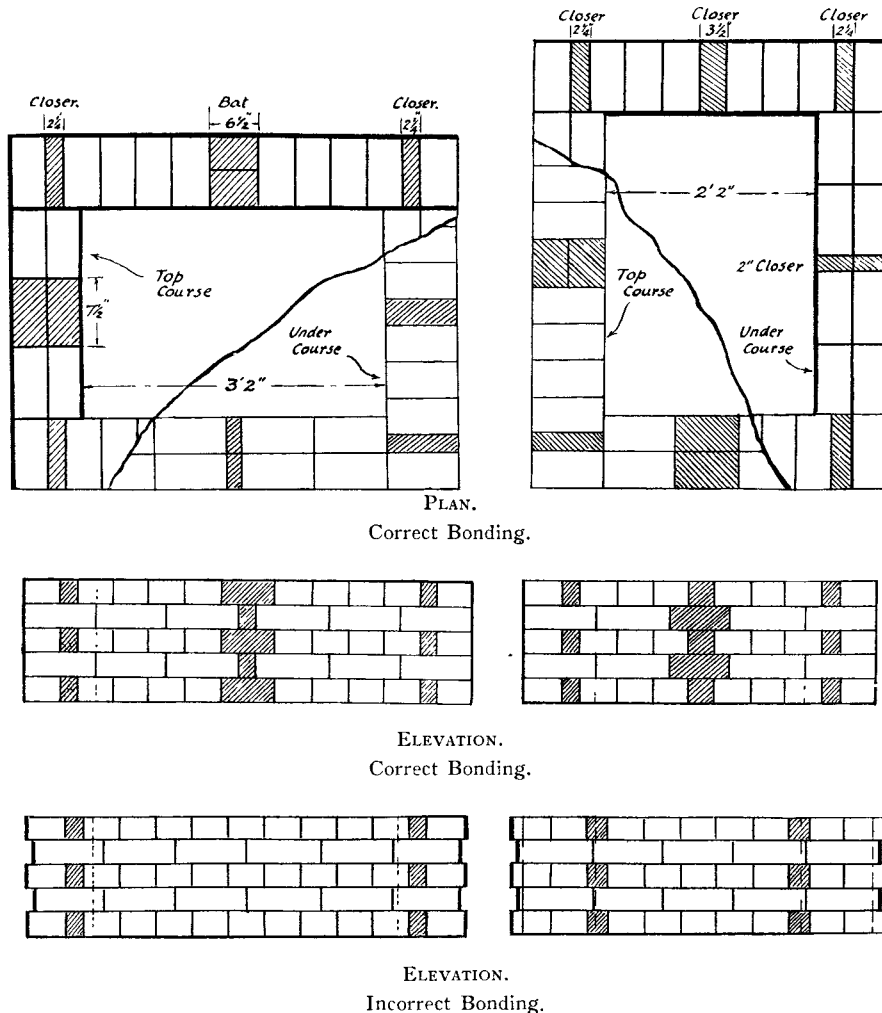 Closer.
2¼"
Bat
6½"
Closer.
2¼"
Top
Course
7½"
Under
Course
3'2"
Closer
2¼"
Closer
3½"
Closer
2¼"
2'2"
2" Closer
Top
Course
Under
Course
PLAN.
Correct Bonding.
ELEVATION.
Correct Bonding.
ELEVATION.
Incorrect Bonding.